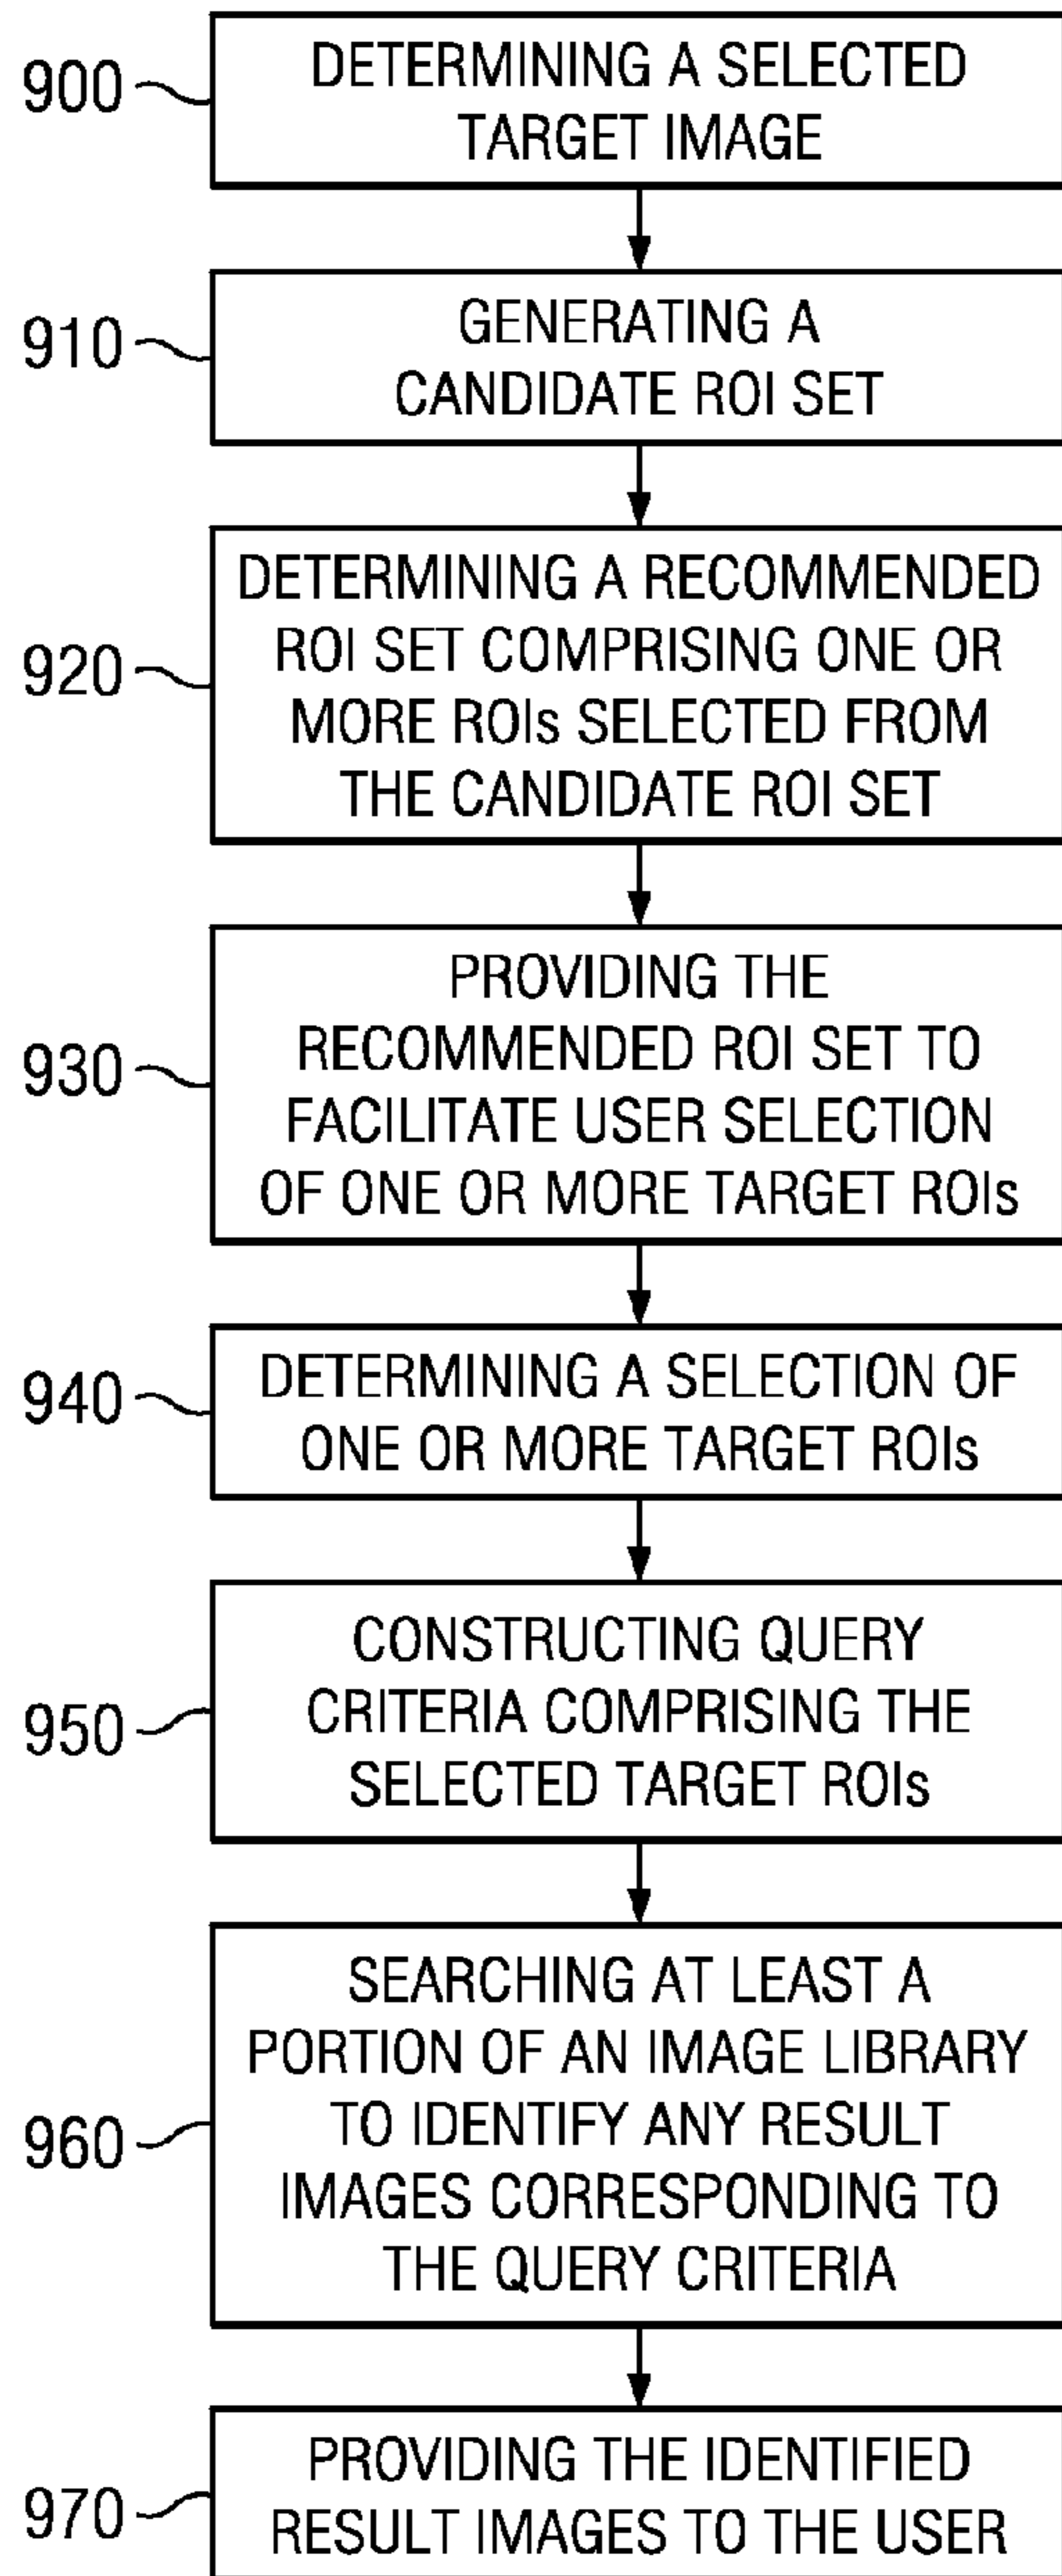 900
DETERMINING A SELECTED
TARGET IMAGE
910
GENERATING A
CANDIDATE ROI SET
920
DETERMINING A RECOMMENDED
ROI SET COMPRISING ONE OR
MORE ROIs SELECTED FROM
THE CANDIDATE ROI SET
930
PROVIDING THE
RECOMMENDED ROI SET TO
FACILITATE USER SELECTION
OF ONE OR MORE TARGET ROIs
940
DETERMINING A SELECTION OF
ONE OR MORE TARGET ROIs
950
CONSTRUCTING QUERY
CRITERIA COMPRISING THE
SELECTED TARGET ROIs
960
SEARCHING AT LEAST A
PORTION OF AN IMAGE LIBRARY
TO IDENTIFY ANY RESULT
IMAGES CORRESPONDING TO
THE QUERY CRITERIA
970
PROVIDING THE IDENTIFIED
RESULT IMAGES TO THE USER